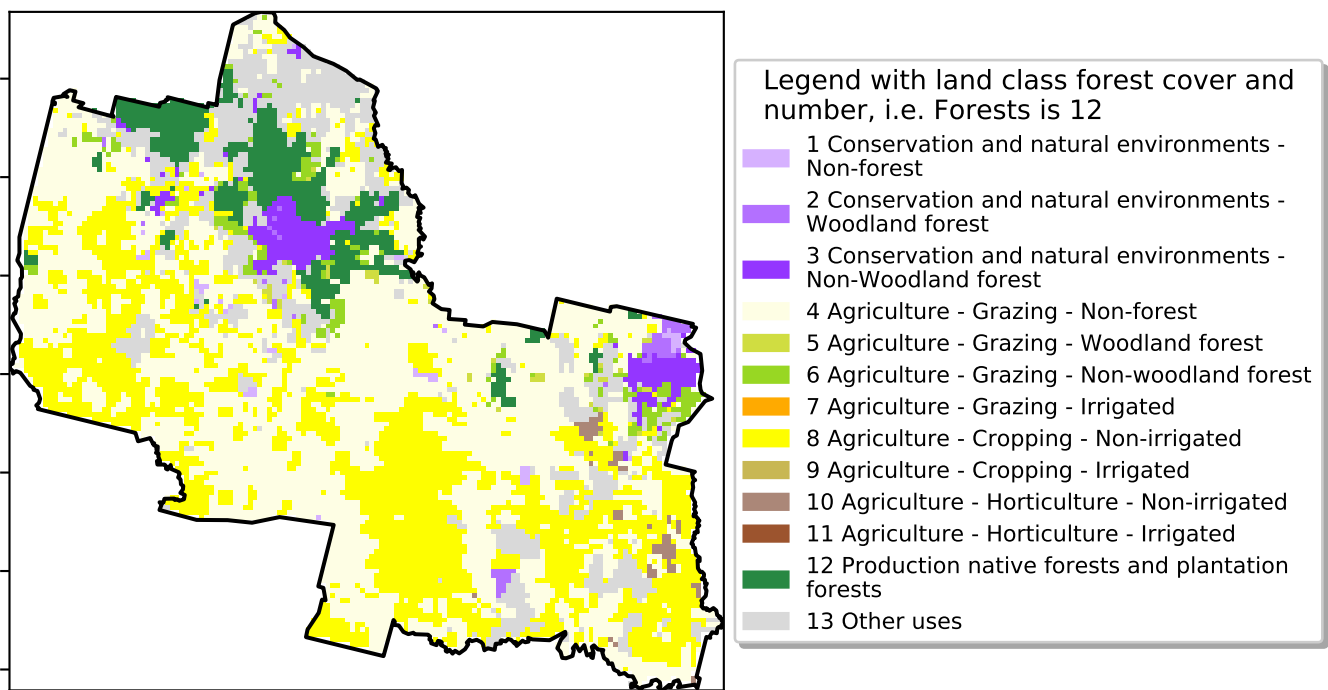 Legend with land class forest cover and
number, i.e. Forests is 12
1 Conservation and natural environments -
Non-forest
2 Conservation and natural environments -
Woodland forest
3 Conservation and natural environments -
Non-Woodland forest
4 Agriculture - Grazing - Non-forest
5 Agriculture - Grazing - Woodland forest
6 Agriculture - Grazing - Non-woodland forest
7 Agriculture - Grazing - Irrigated
8 Agriculture - Cropping - Non-irrigated
9 Agriculture - Cropping - Irrigated
10 Agriculture - Horticulture - Non-irrigated
11 Agriculture - Horticulture - Irrigated
12 Production native forests and plantation
forests
13 Other uses